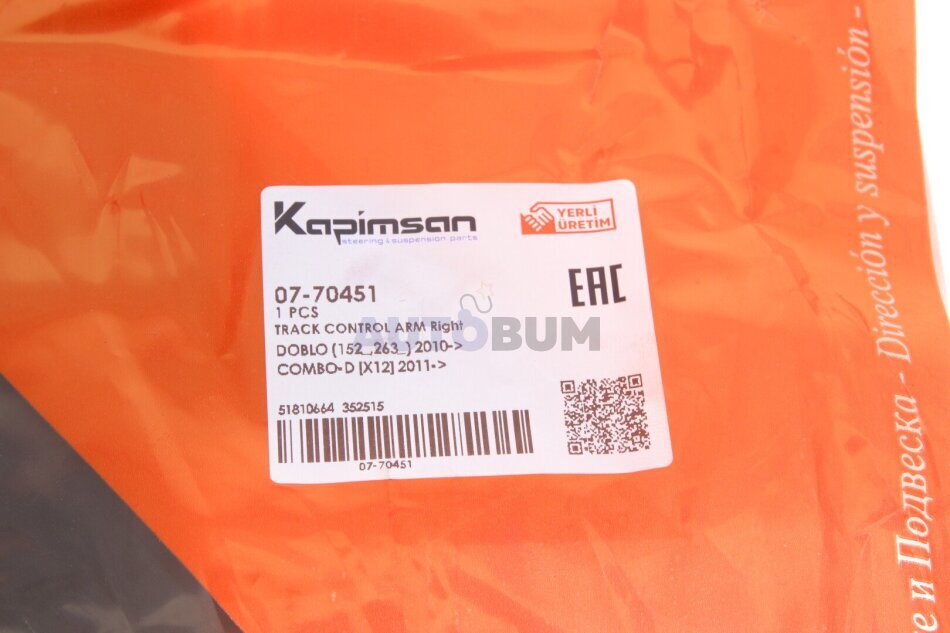 Kapimsan
steering & suspension parts
YERLİ
ÜRETİM
07-70451
1 PCS
TRACK CONTROL ARM Right
DOBLO (152_,263_) 2010->
COMBO-D [X12] 2011->
EAC
AUTOBUM
51810664 352515
07-70451
е и Подвеска - Dirección y suspensión -